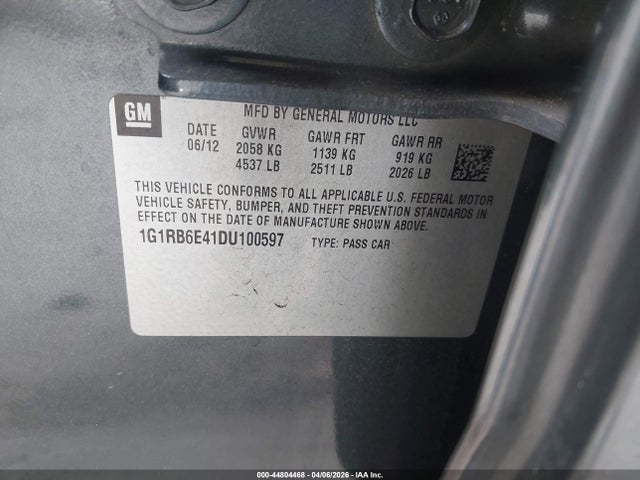 GM
MFD BY GENERAL MOTORS LLC
DATE GVWR GAWR FRT GAWR RR
06/12 2058 KG 1139 KG 919 KG
4537 LB 2511 LB 2026 LB
THIS VEHICLE CONFORMS TO ALL APPLICABLE U.S. FEDERAL MOTOR
VEHICLE SAFETY, BUMPER, AND THEFT PREVENTION STANDARDS IN
EFFECT ON THE DATE OF MANUFACTURE SHOWN ABOVE.
1G1RB6E41DU100597 TYPE: PASS CAR
000-44804468 - 04/06/2026 - IAA Inc.